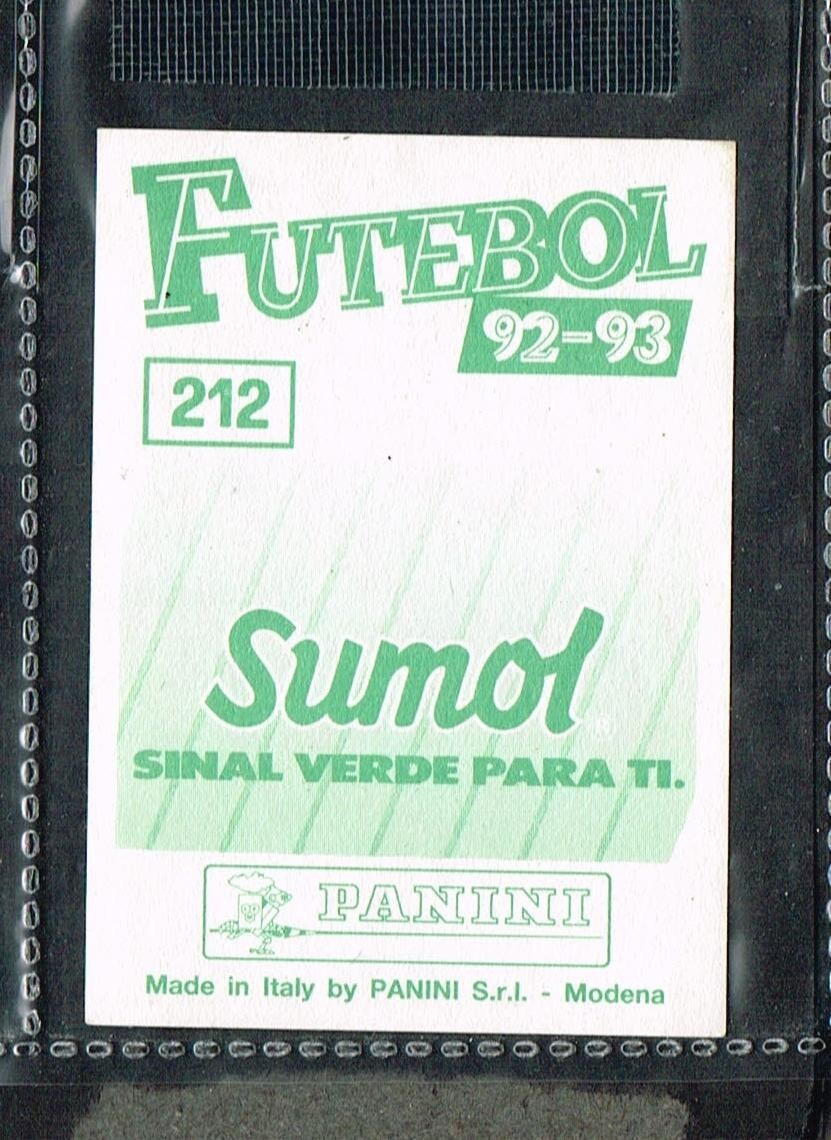 FUTEBOL
92-93
212
Sumol ®
SINAL VERDE PARA TI.
PANINI
Made in Italy by PANINI S.r.l. - Modena